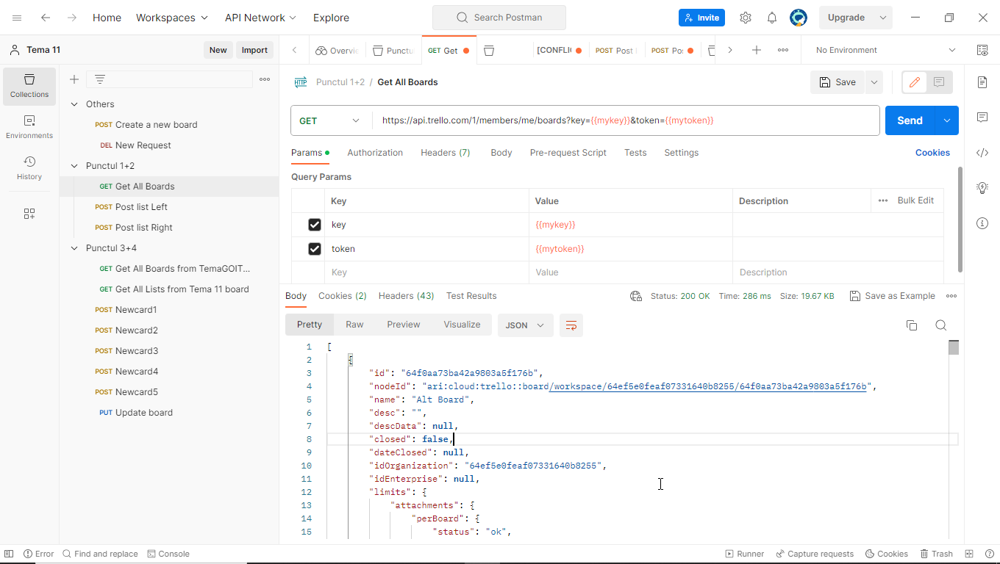 Home Workspaces API Network Explore Search Postman Invite Upgrade
Tema 11 New Import Overvi Punctu GET Get [CONFLI POST Post POST Po No Environment
Collections
Environments
History
Others
POST Create a new board
DEL New Request
Punctul 1+2
GET Get All Boards
POST Post list Left
POST Post list Right
Punctul 3+4
GET Get All Boards from TemaGOIT...
GET Get All Lists from Tema 11 board
POST Newcard1
POST Newcard2
POST Newcard3
POST Newcard4
POST Newcard5
PUT Update board
HTTP Punctul 1+2 / Get All Boards Save
GET https://api.trello.com/1/members/me/boards?key={{mykey}}&token={{mytoken}} Send
Params Authorization Headers (7) Body Pre-request Script Tests Settings Cookies
Query Params
Key Value Description Bulk Edit
key {{mykey}}
token {{mytoken}}
Key Value Description
Body Cookies (2) Headers (43) Test Results Status: 200 OK Time: 286 ms Size: 19.67 KB Save as Example
Pretty Raw Preview Visualize JSON
1 [
2 {
3 "id": "64f0aa73ba42a9803a5f176b",
4 "nodeId": "ari:cloud:trello::board/workspace/64ef5e0feaf07331640b8255/64f0aa73ba42a9803a5f176b",
5 "name": "Alt Board",
6 "desc": "",
7 "descData": null,
8 "closed": false,
9 "dateClosed": null,
10 "idOrganization": "64ef5e0feaf07331640b8255",
11 "idEnterprise": null,
12 "limits": {
13 "attachments": {
14 "perBoard": {
15 "status": "ok",
Error Find and replace Console Runner Capture requests Cookies Trash